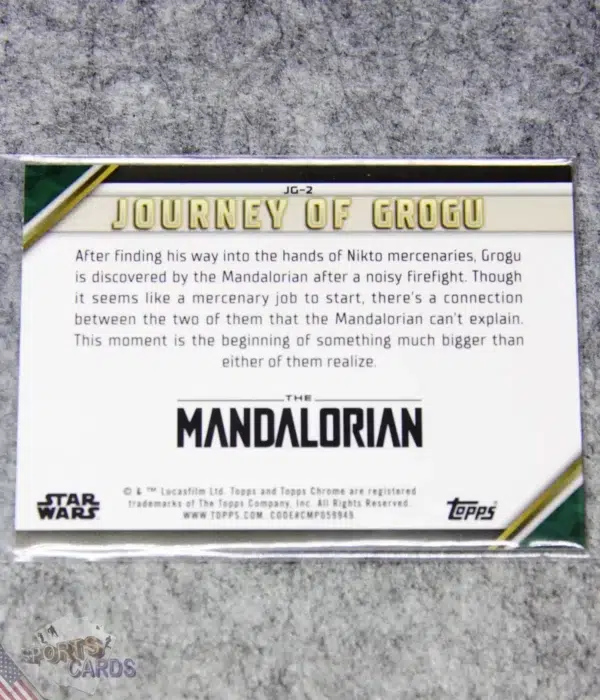 JG-2
JOURNEY OF GROGU
After finding his way into the hands of Nikto mercenaries, Grogu
is discovered by the Mandalorian after a noisy firefight. Though
it seems like a mercenary job to start, there's a connection
between the two of them that the Mandalorian can't explain.
This moment is the beginning of something much bigger than
either of them realize.
THE
MANDALORIAN
© & ™ Lucasfilm Ltd. Topps and Topps Chrome are registered
trademarks of The Topps Company, Inc. All Rights Reserved.
WWW.TOPPS.COM. CODE#CMP059949
STAR
WARS
Topps
SPORTS
CARDS